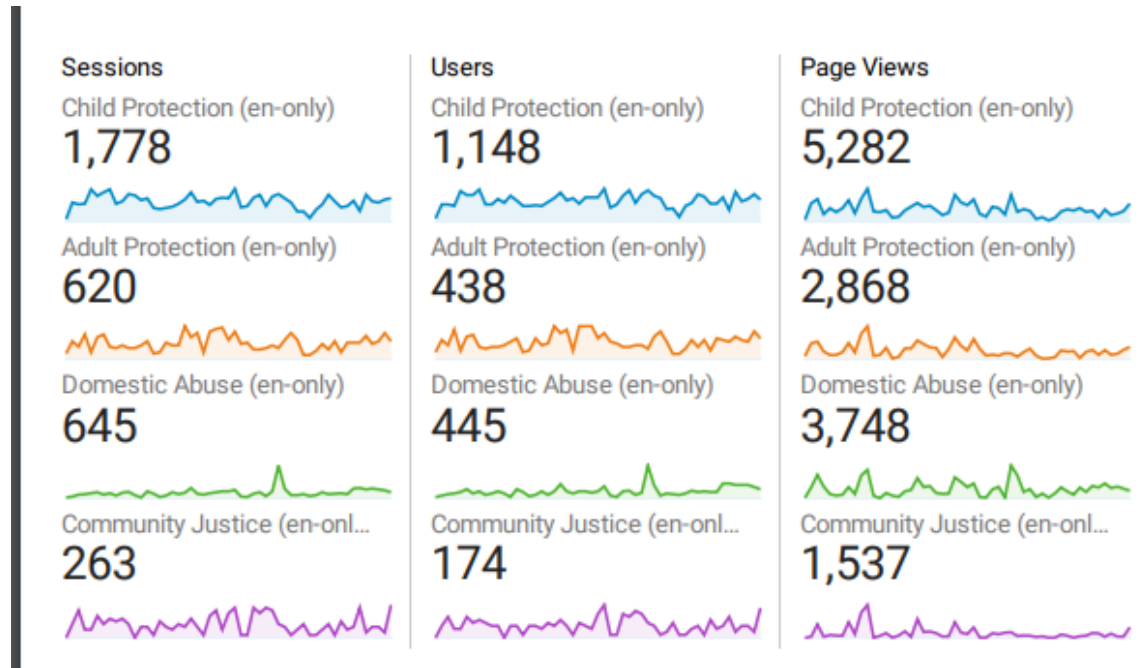 Sessions
Child Protection (en-only)
1,778
Adult Protection (en-only)
620
Domestic Abuse (en-only)
645
Community Justice (en-onl...
263
Users
Child Protection (en-only)
1,148
Adult Protection (en-only)
438
Domestic Abuse (en-only)
445
Community Justice (en-onl...
174
Page Views
Child Protection (en-only)
5,282
Adult Protection (en-only)
2,868
Domestic Abuse (en-only)
3,748
Community Justice (en-onl...
1,537